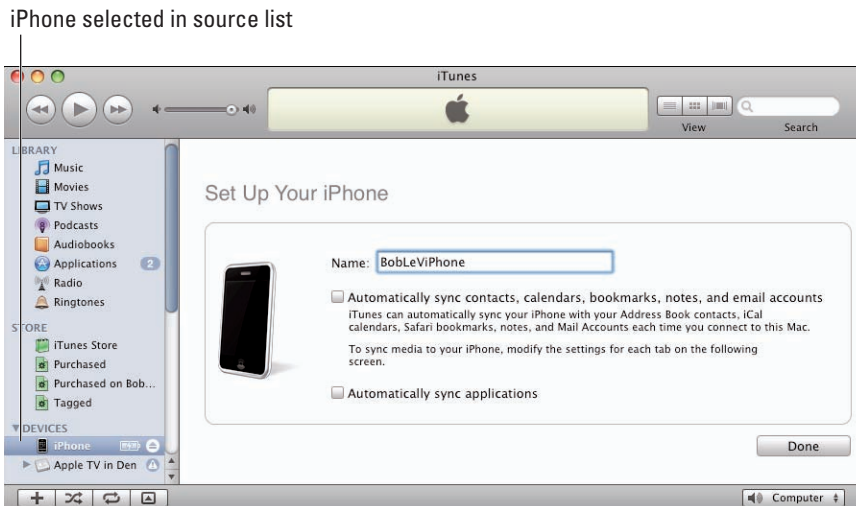 iPhone selected in source list
iTunes
View
Search
LIBRARY
Music
Movies
TV Shows
Podcasts
Audiobooks
Applications 2
Radio
Ringtones
STORE
iTunes Store
Purchased
Purchased on Bob...
Tagged
DEVICES
iPhone
Apple TV in Den
Set Up Your iPhone
Name: BobLeViPhone
Automatically sync contacts, calendars, bookmarks, notes, and email accounts
iTunes can automatically sync your iPhone with your Address Book contacts, iCal
calendars, Safari bookmarks, notes, and Mail Accounts each time you connect to this Mac.
To sync media to your iPhone, modify the settings for each tab on the following
screen.
Automatically sync applications
Done
Computer